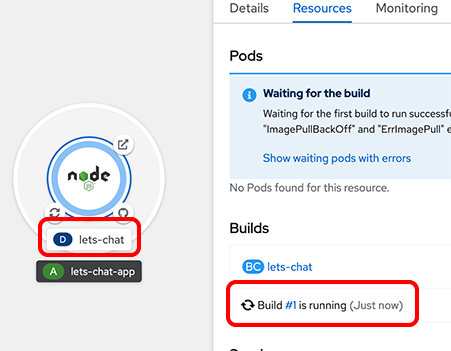 Details Resources Monitoring
Pods
Waiting for the build
Waiting for the first build to run successf
"ImagePullBackOff" and "ErrImagePull" e
Show waiting pods with errors
No Pods found for this resource.
node
JS
D lets-chat
A lets-chat-app
Builds
BC lets-chat
Build #1 is running (Just now)